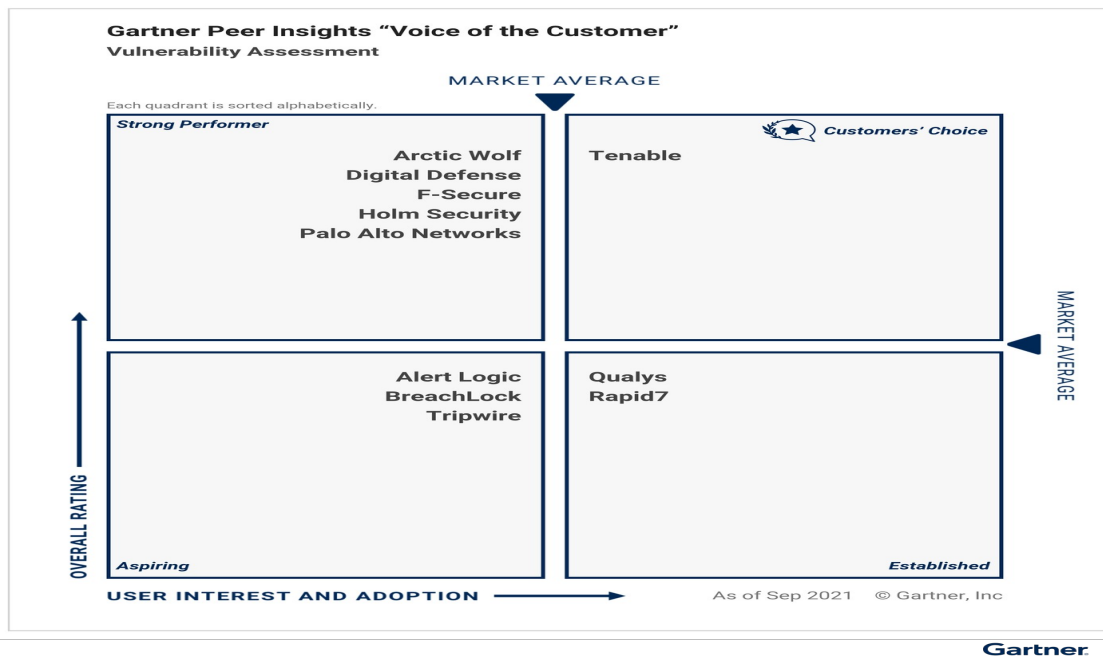 Gartner Peer Insights “Voice of the Customer”
Vulnerability Assessment
MARKET AVERAGE
Each quadrant is sorted alphabetically.
Strong Performer
Arctic Wolf
Digital Defense
F-Secure
Holm Security
Palo Alto Networks
Customers’ Choice
Tenable
MARKET AVERAGE
OVERALL RATING
Alert Logic
BreachLock
Tripwire
Aspiring
Qualys
Rapid7
Established
USER INTEREST AND ADOPTION
As of Sep 2021 © Gartner, Inc
Gartner.